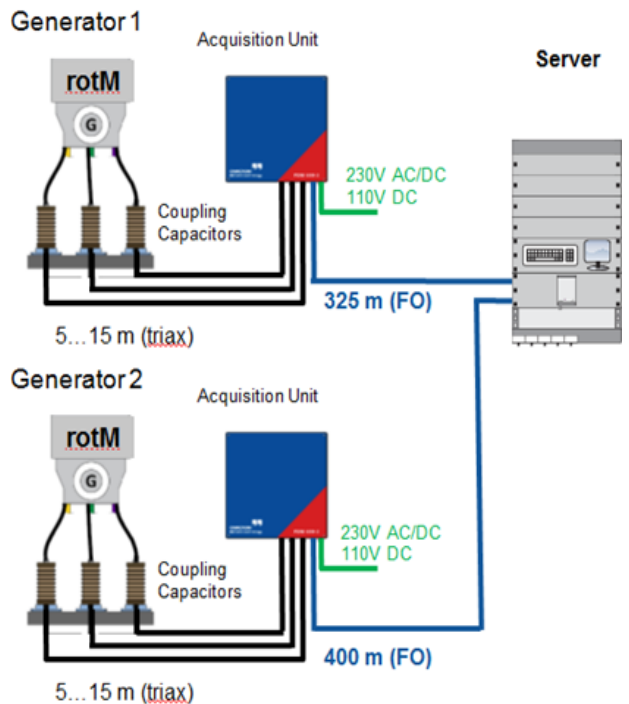 Generator 1
Acquisition Unit
Server
rotM
G
230V AC/DC
110V DC
Coupling
Capacitors
325 m (FO)
5...15 m (triax)
Generator 2
Acquisition Unit
rotM
G
230V AC/DC
110V DC
Coupling
Capacitors
400 m (FO)
5...15 m (triax)